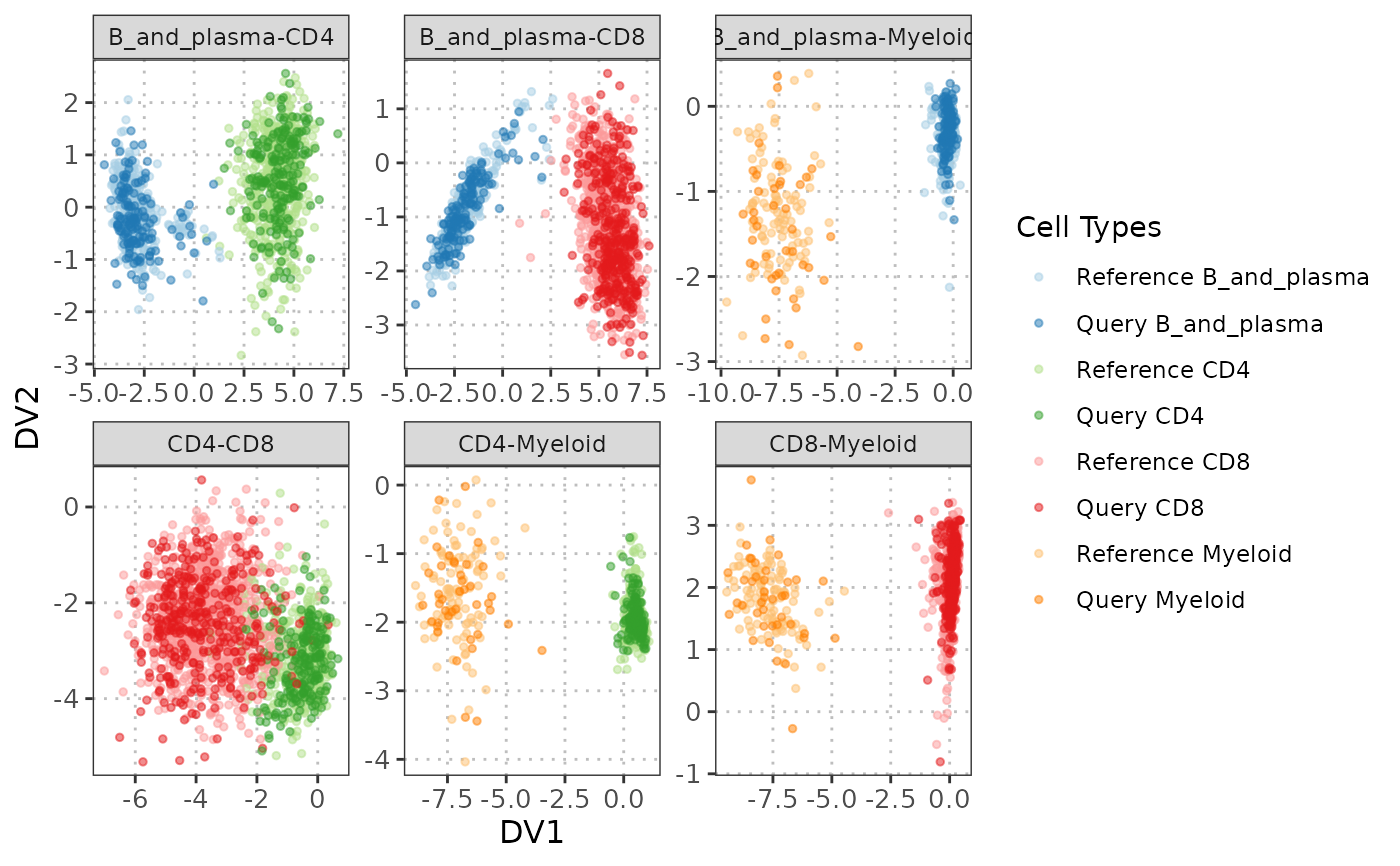 B_and_plasma-CD4
B_and_plasma-CD8
B_and_plasma-Myeloid
2
1
0
-1
-2
-3
1
0
-1
-2
-3
0
-1
-2
-3
-5.0 -2.5 0.0 2.5 5.0 7.5
-5.0 -2.5 0.0 2.5 5.0 7.5
-10.0 -7.5 -5.0 -2.5 0.0
CD4-CD8
CD4-Myeloid
CD8-Myeloid
0
-2
-4
0
-1
-2
-3
-4
3
2
1
0
-1
-6 -4 -2 0
-7.5 -5.0 -2.5 0.0
-7.5 -5.0 -2.5 0.0
DV2
DV1
Cell Types
Reference B_and_plasma
Query B_and_plasma
Reference CD4
Query CD4
Reference CD8
Query CD8
Reference Myeloid
Query Myeloid